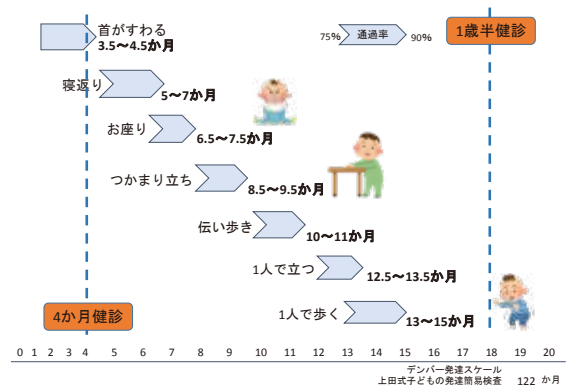 首がすわる
3.5〜4.5か月
75% 通過率 90%
1歳半健診
寝返り
5〜7か月
お座り
6.5〜7.5か月
つかまり立ち
8.5〜9.5か月
伝い歩き
10〜11か月
1人で立つ
12.5〜13.5か月
1人で歩く
13〜15か月
4か月健診
0 1 2 3 4 5 6 7 8 9 10 11 12 13 14 15 16 17 18 19 20
デンバー発達スケール
上田式子どもの発達簡易検査 122 か月